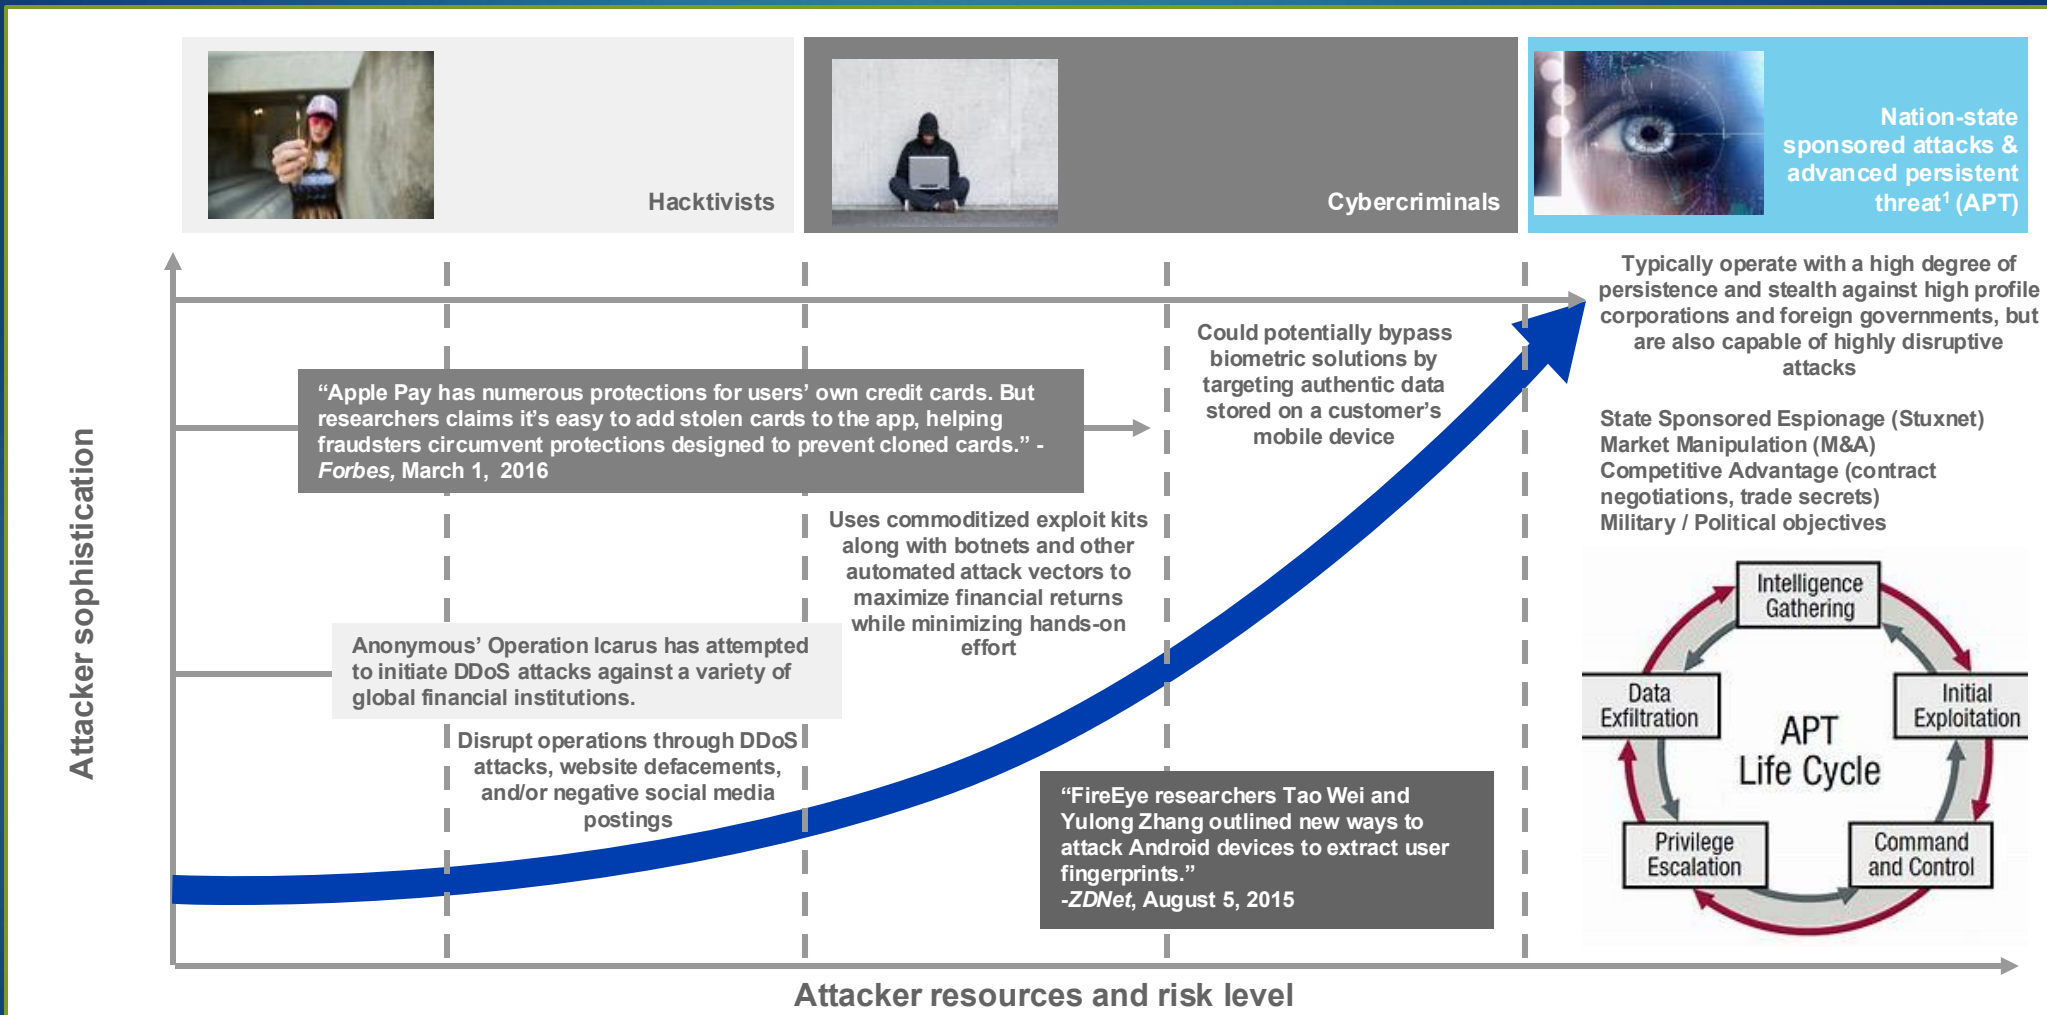 Hacktivists
Cybercriminals
Nation-state
sponsored attacks &
advanced persistent
threat¹ (APT)
Attacker sophistication
“Apple Pay has numerous protections for users’ own credit cards. But
researchers claims it’s easy to add stolen cards to the app, helping
fraudsters circumvent protections designed to prevent cloned cards.” -
Forbes, March 1, 2016
Anonymous’ Operation Icarus has attempted
to initiate DDoS attacks against a variety of
global financial institutions.
Disrupt operations through DDoS
attacks, website defacements,
and/or negative social media
postings
Uses commoditized exploit kits
along with botnets and other
automated attack vectors to
maximize financial returns
while minimizing hands-on
effort
Could potentially bypass
biometric solutions by
targeting authentic data
stored on a customer’s
mobile device
“FireEye researchers Tao Wei and
Yulong Zhang outlined new ways to
attack Android devices to extract user
fingerprints.”
-ZDNet, August 5, 2015
Typically operate with a high degree of
persistence and stealth against high profile
corporations and foreign governments, but
are also capable of highly disruptive
attacks
State Sponsored Espionage (Stuxnet)
Market Manipulation (M&A)
Competitive Advantage (contract
negotiations, trade secrets)
Military / Political objectives
Intelligence
Gathering
Data
Exfiltration
Initial
Exploitation
APT
Life Cycle
Privilege
Escalation
Command
and Control
Attacker resources and risk level